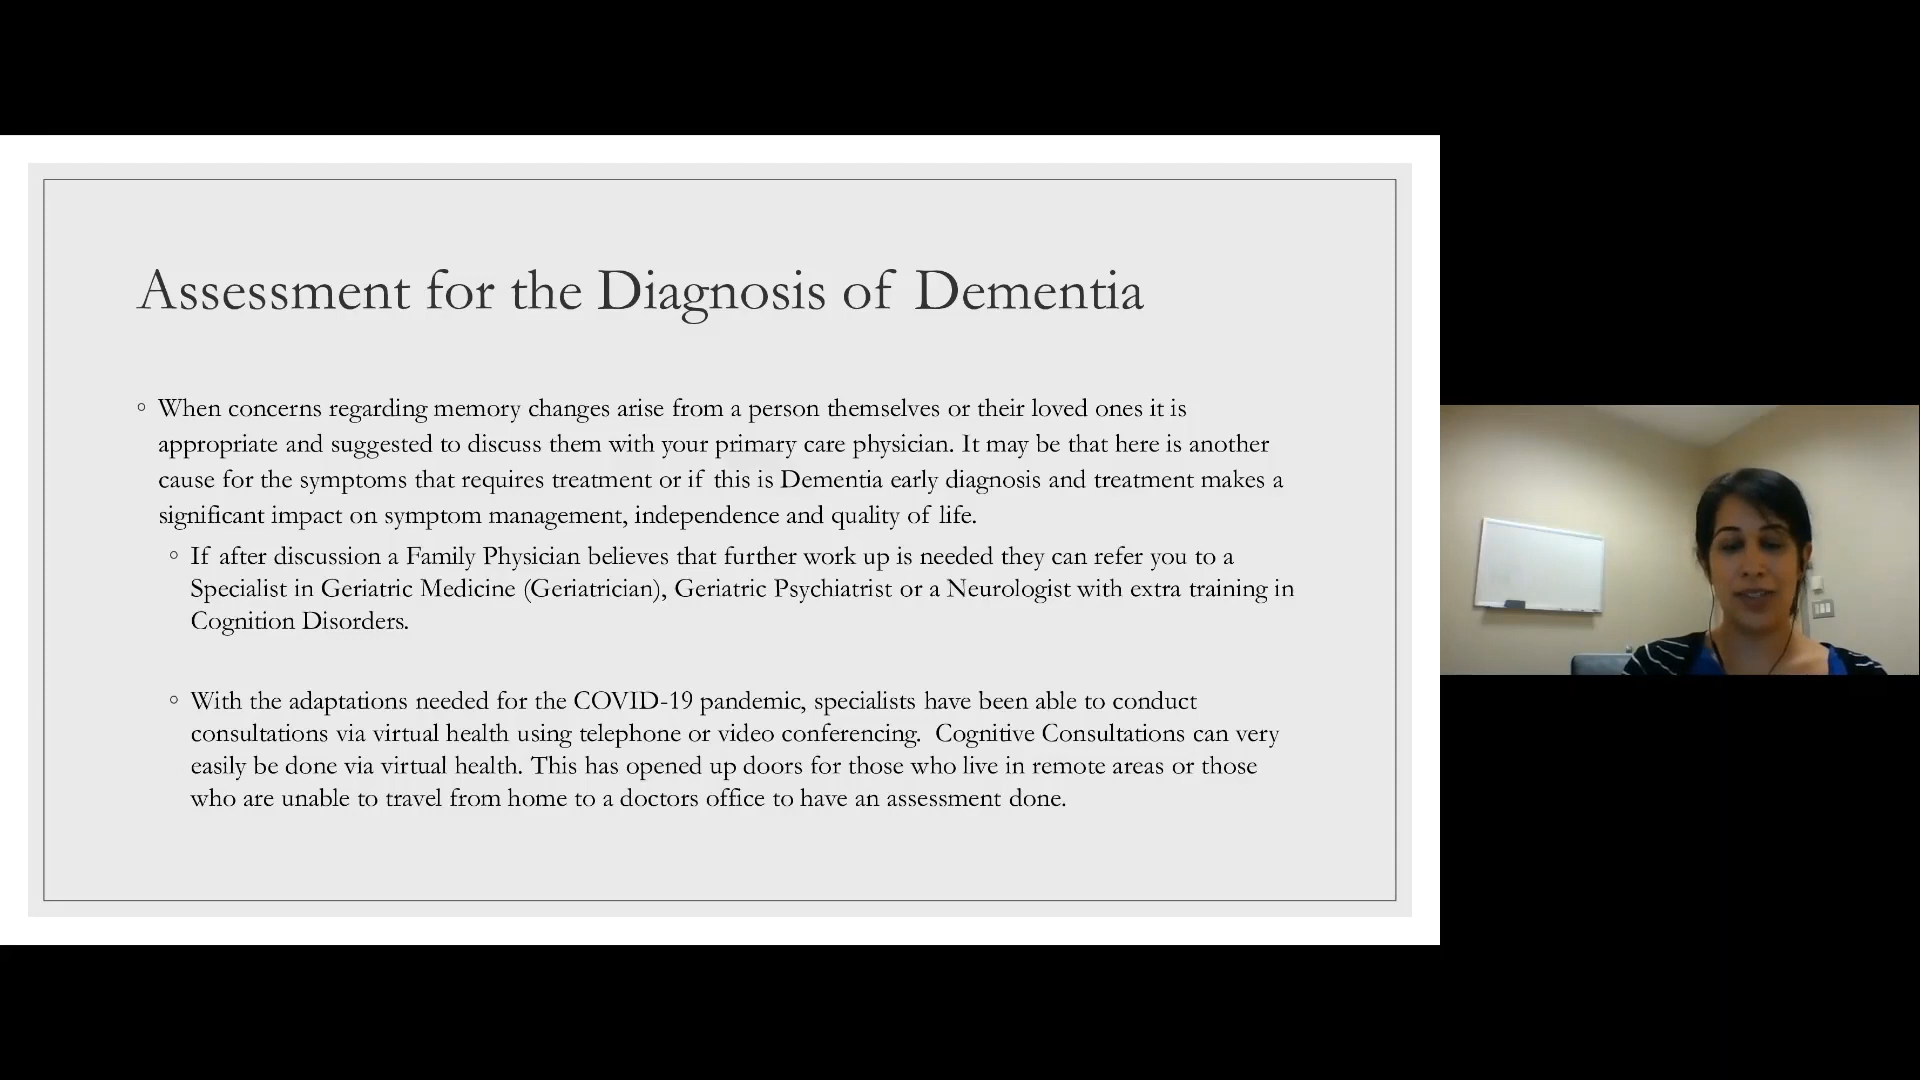 Assessment for the Diagnosis of Dementia
◦ When concerns regarding memory changes arise from a person themselves or their loved ones it is
appropriate and suggested to discuss them with your primary care physician. It may be that here is another
cause for the symptoms that requires treatment or if this is Dementia early diagnosis and treatment makes a
significant impact on symptom management, independence and quality of life.
◦ If after discussion a Family Physician believes that further work up is needed they can refer you to a
Specialist in Geriatric Medicine (Geriatrician), Geriatric Psychiatrist or a Neurologist with extra training in
Cognition Disorders.
◦ With the adaptations needed for the COVID-19 pandemic, specialists have been able to conduct
consultations via virtual health using telephone or video conferencing.  Cognitive Consultations can very
easily be done via virtual health. This has opened up doors for those who live in remote areas or those
who are unable to travel from home to a doctors office to have an assessment done.